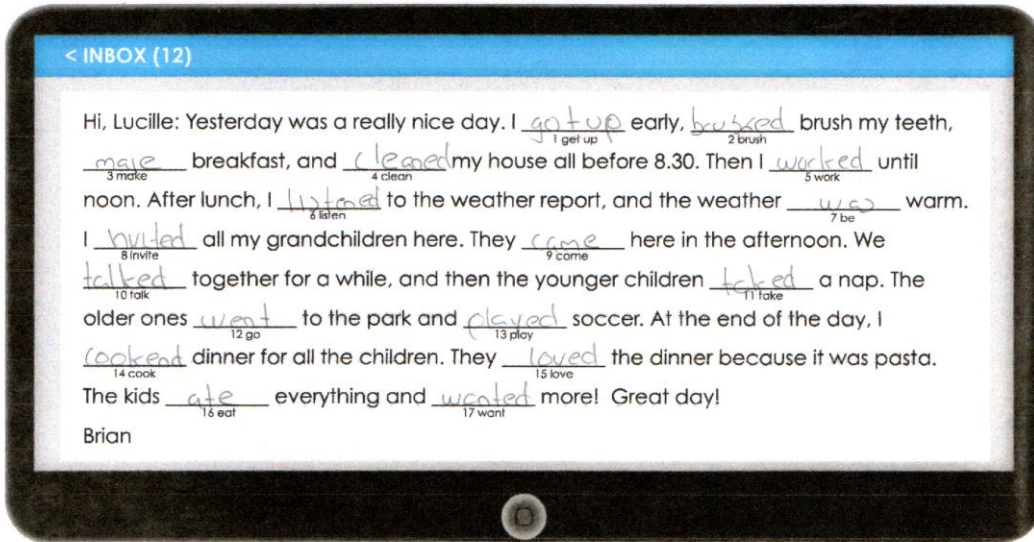 < INBOX (12)
Hi, Lucille: Yesterday was a really nice day. I got up early, brushed brush my teeth,
1 get up 2 brush
made breakfast, and cleaned my house all before 8.30. Then I worked until
3 make 4 clean 5 work
noon. After lunch, I listened to the weather report, and the weather was warm.
6 listen 7 be
I invited all my grandchildren here. They came here in the afternoon. We
8 invite 9 come
talked together for a while, and then the younger children taked a nap. The
10 talk 11 take
older ones went to the park and played soccer. At the end of the day, I
12 go 13 play
cookend dinner for all the children. They loved the dinner because it was pasta.
14 cook 15 love
The kids ate everything and wanted more! Great day!
16 eat 17 want
Brian